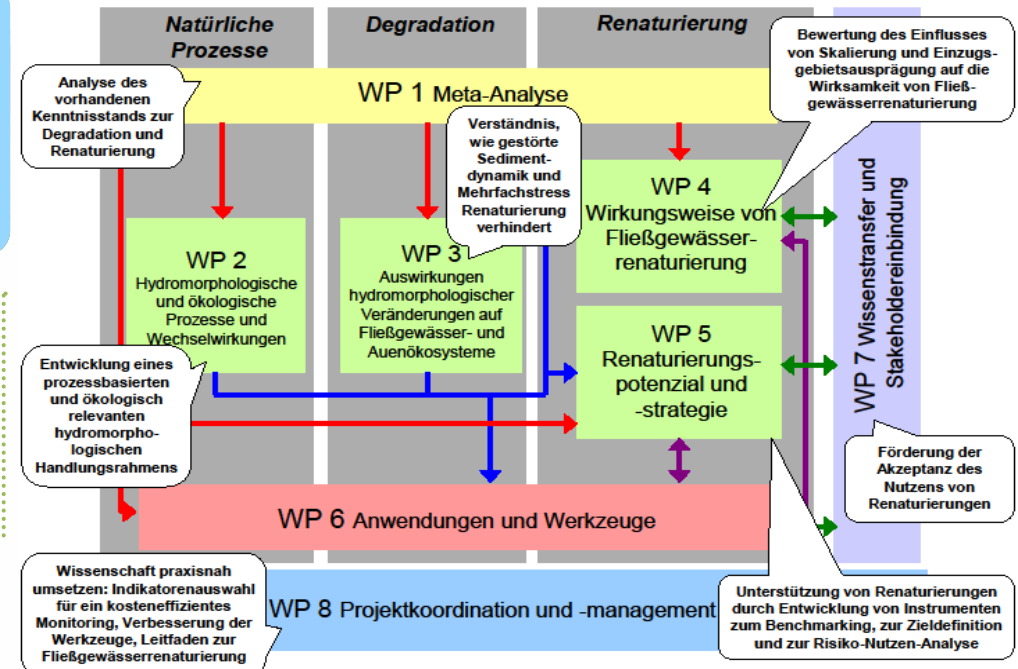 Natürliche
Prozesse
Degradation
Renaturierung
Bewertung des Einflusses
von Skalierung und Einzugs-
gebietsausprägung auf die
Wirksamkeit von Fließ-
gewässerrenaturierung
Analyse des
vorhandenen
Kenntnisstands zur
Degradation und
Renaturierung
WP 1 Meta-Analyse
Verständnis,
wie gestörte
Sediment-
dynamik und
Mehrfachstress
Renaturierung
verhindert
WP 2
Hydromorphologische
und ökologische
Prozesse und
Wechselwirkungen
WP 3
Auswirkungen
hydromorphologischer
Veränderungen auf
Fließgewässer- und
Auenökosysteme
WP 4
Wirkungsweise von
Fließgewässer-
renaturierung
WP 5
Renaturierungs-
potenzial und
-strategie
WP 7 Wissenstransfer und
Stakeholdereinbindung
Entwicklung eines
prozessbasierten
und ökologisch
relevanten
hydromorpho-
logischen
Handlungsrahmens
Förderung der
Akzeptanz des
Nutzens von
Renaturierungen
WP 6 Anwendungen und Werkzeuge
Wissenschaft praxisnah
umsetzen: Indikatorenauswahl
für ein kosteneffizientes
Monitoring, Verbesserung der
Werkzeuge, Leitfaden zur
Fließgewässerrenaturierung
WP 8 Projektkoordination und -management
Unterstützung von Renaturierungen
durch Entwicklung von Instrumenten
zum Benchmarking, zur Zieldefinition
und zur Risiko-Nutzen-Analyse